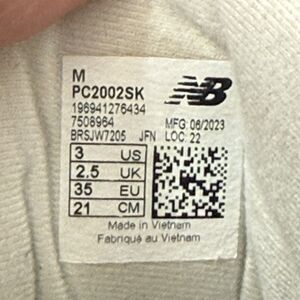 M
PC2002SK
196941276434
7508964 MFG. 06/2023
BRSJW7205 JFN LOC. 22
3 US
2.5 UK
35 EU
21 CM
Made in Vietnam
Fabriqué au Vietnam
NB